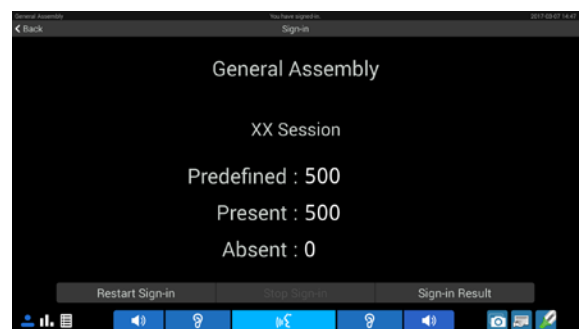 General Assembly You have signed in. 2017-03-07 14:47
Back Sign-in
General Assembly
XX Session
Predefined : 500
Present : 500
Absent : 0
Restart Sign-in Stop Sign-in Sign-in Result